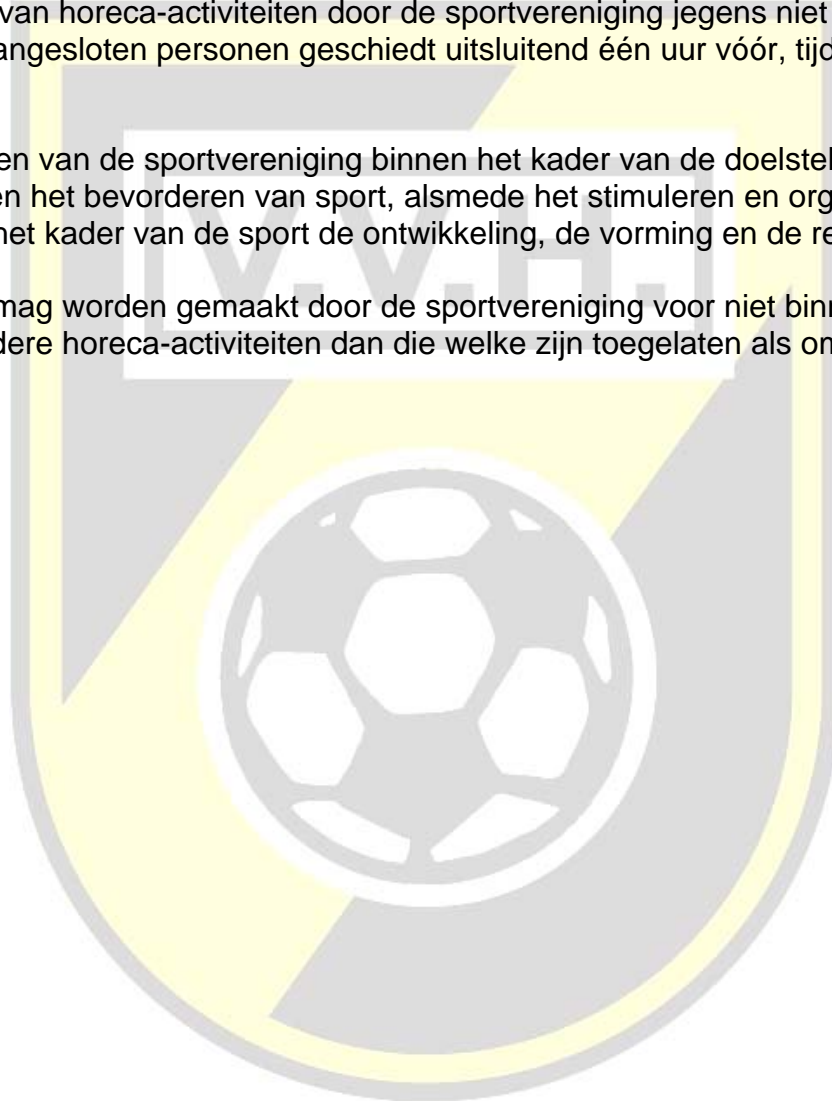 van horeca-activiteiten door de sportvereniging jegens niet
angesloten personen geschiedt uitsluitend één uur vóór, tijd
en van de sportvereniging binnen het kader van de doelstel
en het bevorderen van sport, alsmede het stimuleren en org
het kader van de sport de ontwikkeling, de vorming en de re
V.V.H.
mag worden gemaakt door de sportvereniging voor niet binn
dere horeca-activiteiten dan die welke zijn toegelaten als on